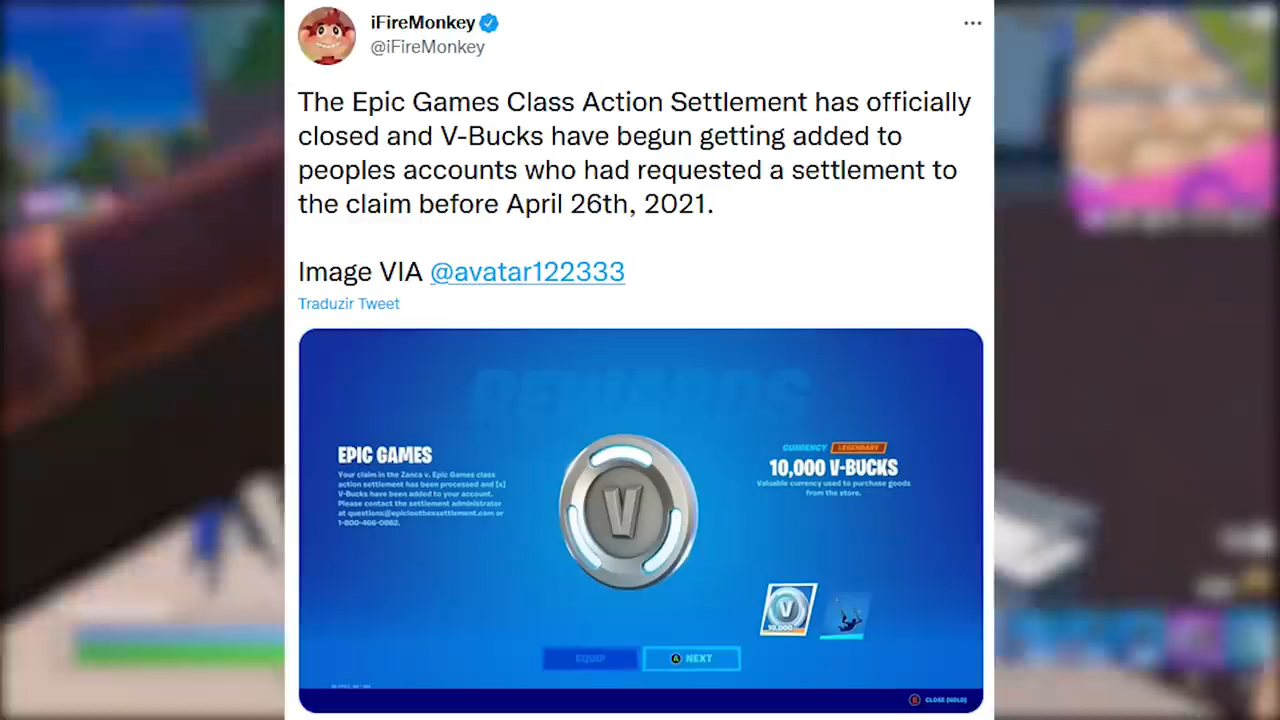 iFireMonkey
@iFireMonkey
The Epic Games Class Action Settlement has officially
closed and V-Bucks have begun getting added to
peoples accounts who had requested a settlement to
the claim before April 26th, 2021.
Image VIA @avatar122333
Traduzir Tweet
REWARDS
EPIC GAMES
Your claim in the Zanca v. Epic Games class
action settlement has been processed and [x]
V-Bucks have been added to your account.
Please contact the settlement administrator
at questions@epiclootboxsettlement.com or
1-800-466-0862.
CURRENCY LEGENDARY
10,000 V-BUCKS
Valuable currency used to purchase goods
from the store.
10,000
EQUIP
A NEXT
B CLOSE (HOLD)